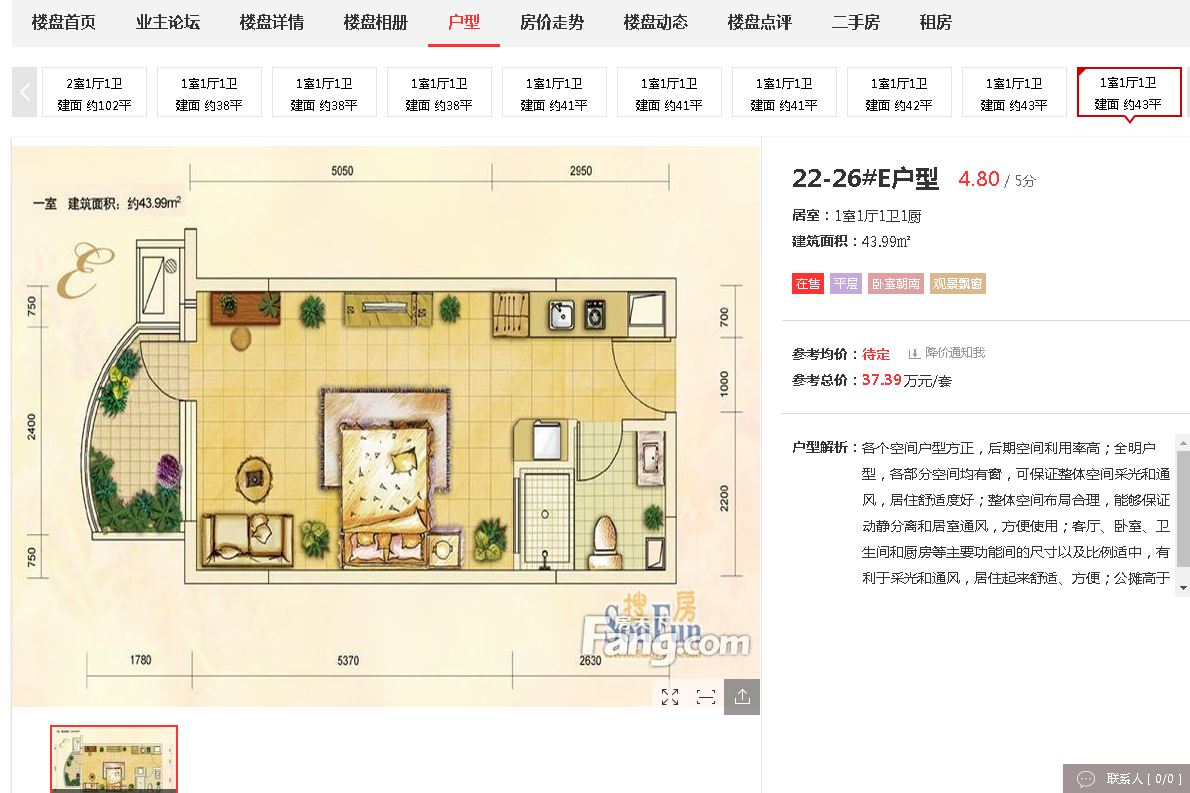 楼盘首页 业主论坛 楼盘详情 楼盘相册 户型 房价走势 楼盘动态 楼盘点评 二手房 租房
2室1厅1卫 1室1厅1卫 1室1厅1卫 1室1厅1卫 1室1厅1卫 1室1厅1卫 1室1厅1卫 1室1厅1卫 1室1厅1卫 1室1厅1卫
建面 约102平 建面 约38平 建面 约38平 建面 约38平 建面 约41平 建面 约41平 建面 约41平 建面 约42平 建面 约43平 建面 约43平
5050 2950
一室 建筑面积：约43.99m²
E
750
2400
750
700
1000
2200
1780 5370 2630
搜房
SouFun
房天下
Fang.com
22-26#E户型 4.80 / 5分
居室：1室1厅1卫1厨
建筑面积：43.99㎡
在售 平层 卧室朝南 观景飘窗
参考均价：待定 降价通知我
参考总价：37.39万元/套
户型解析：各个空间户型方正，后期空间利用率高；全明户
型，各部分空间均有窗，可保证整体空间采光和通
风，居住舒适度好；整体空间布局合理，能够保证
动静分离和居室通风，方便使用；客厅、卧室、卫
生间和厨房等主要功能间的尺寸以及比例适中，有
利于采光和通风，居住起来舒适、方便；公摊高于
联系人 [ 0/0 ]